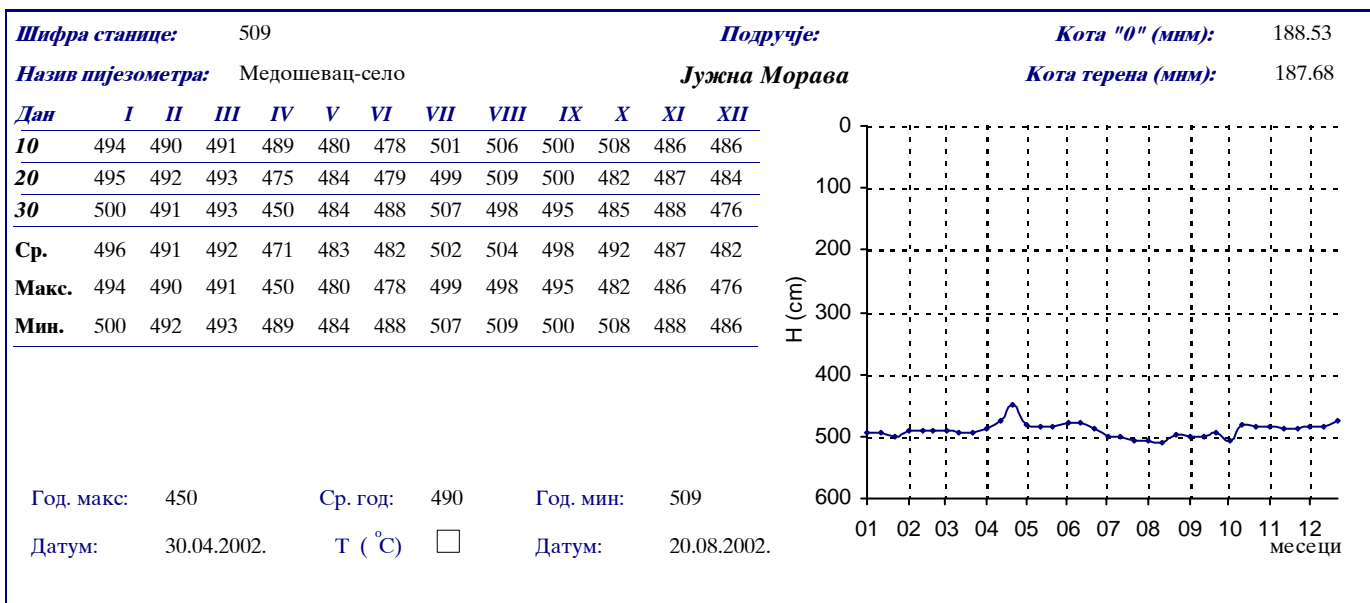 Шифра станице: 509 Подручје: Кота "0" (мнм): 188.53
Назив пијезометра: Медошевац-село Јужна Морава Кота терена (мнм): 187.68
Дан I II III IV V VI VII VIII IX X XI XII
10 494 490 491 489 480 478 501 506 500 508 486 486
20 495 492 493 475 484 479 499 509 500 482 487 484
30 500 491 493 450 484 488 507 498 495 485 488 476
Ср. 496 491 492 471 483 482 502 504 498 492 487 482
Макс. 494 490 491 450 480 478 499 498 495 482 486 476
Мин. 500 492 493 489 484 488 507 509 500 508 488 486
Год. макс: 450 Ср. год: 490 Год. мин: 509
Датум: 30.04.2002. T ( °C) Датум: 20.08.2002.
H (cm)
0
100
200
300
400
500
600
01 02 03 04 05 06 07 08 09 10 11 12
месеци